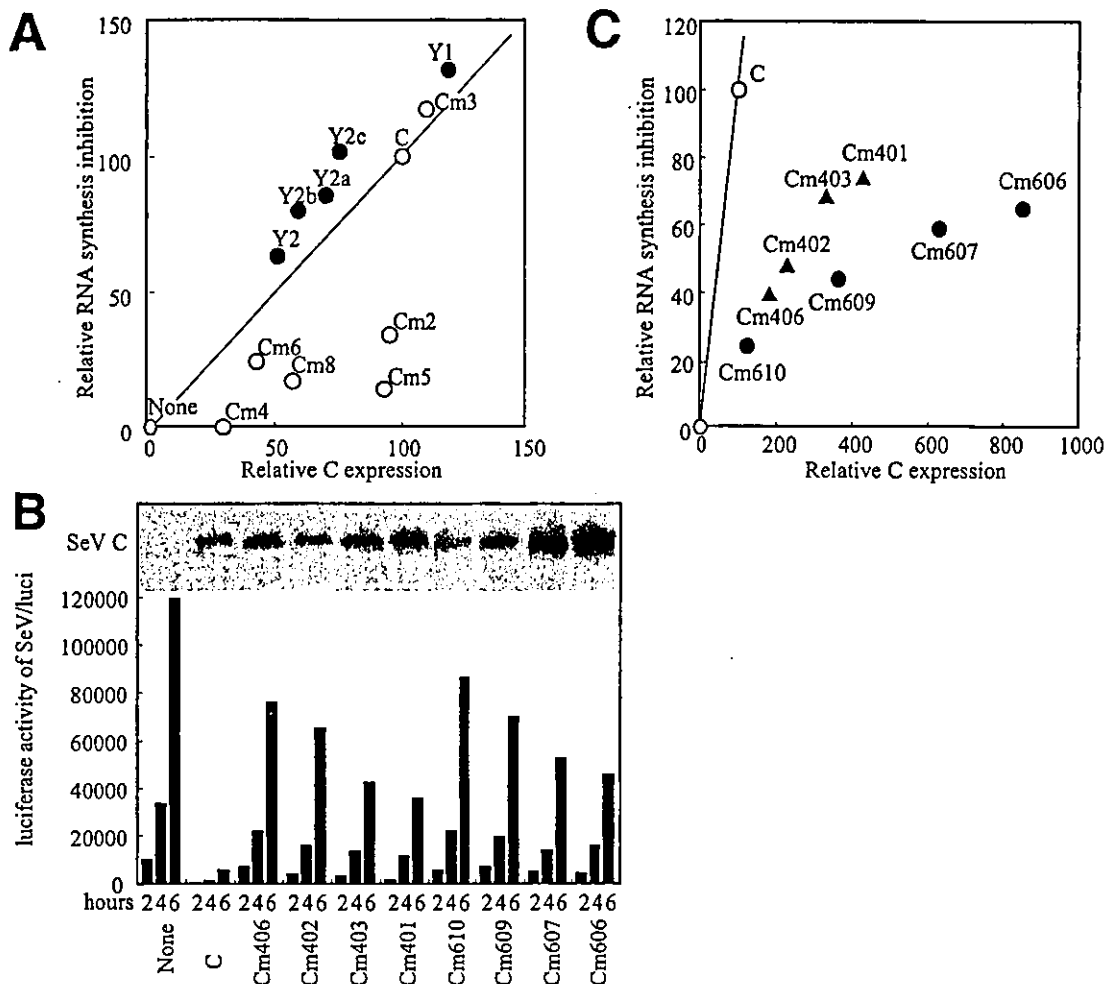 A
Relative RNA synthesis inhibition
150
100
50
0
Y1
Cm3
C
Y2c
Y2a
Y2b
Y2
Cm2
Cm6
Cm8
Cm5
None
Cm4
0
50
100
150
Relative C expression
C
Relative RNA synthesis inhibition
120
100
80
60
40
20
0
C
Cm401
Cm403
Cm606
Cm402
Cm607
Cm609
Cm406
Cm610
0 200 400 600 800 1000
Relative C expression
B
SeV C
luciferase activity of SeV/luci
120000
100000
80000
60000
40000
20000
0
hours 246 246 246 246 246 246 246 246 246 246
None
C
Cm406
Cm402
Cm403
Cm401
Cm610
Cm609
Cm607
Cm606